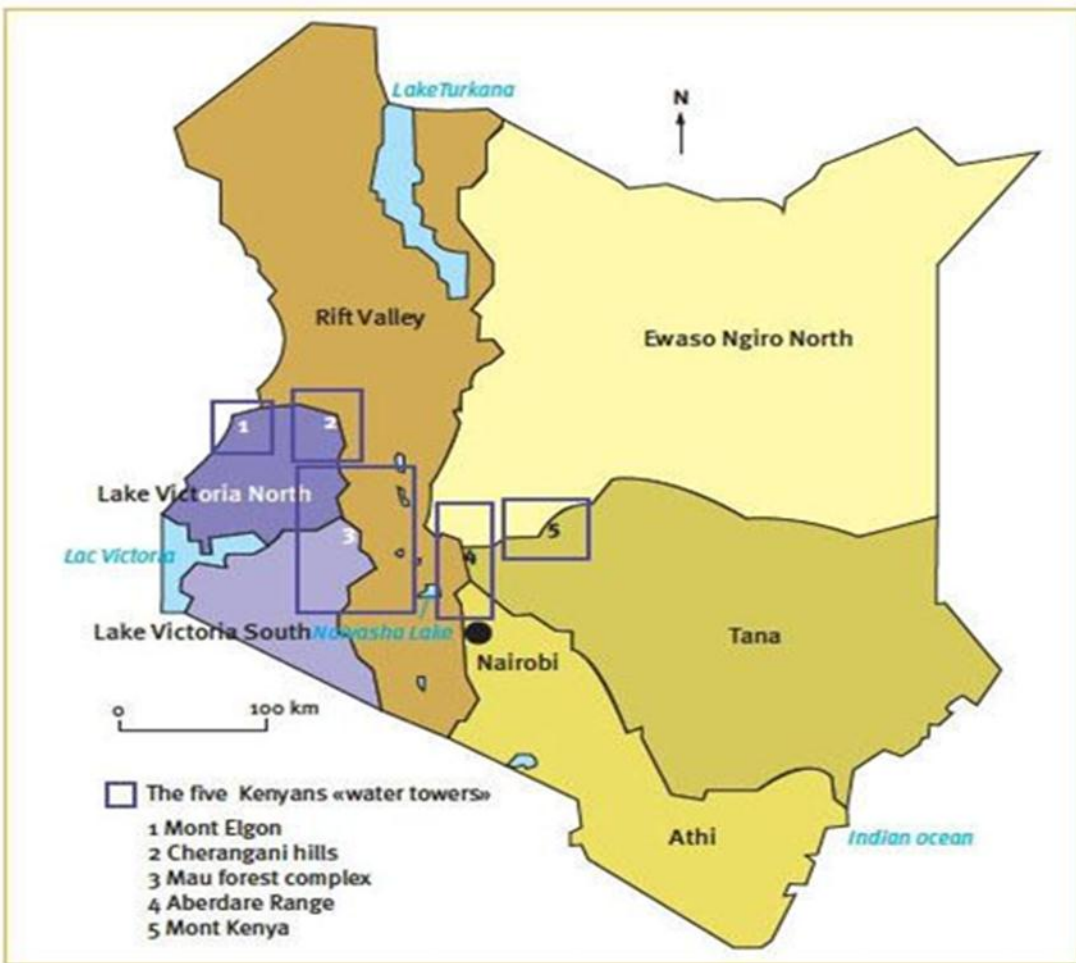 LakeTurkana
N
Rift Valley
Ewaso Ngiro North
1
2
Lake Victoria North
3
4
5
Lac Victoria
Lake Victoria South
Naivasha Lake
Nairobi
Tana
0 100 km
The five Kenyans «water towers»
1 Mont Elgon
2 Cherangani hills
3 Mau forest complex
4 Aberdare Range
5 Mont Kenya
Athi
Indian ocean